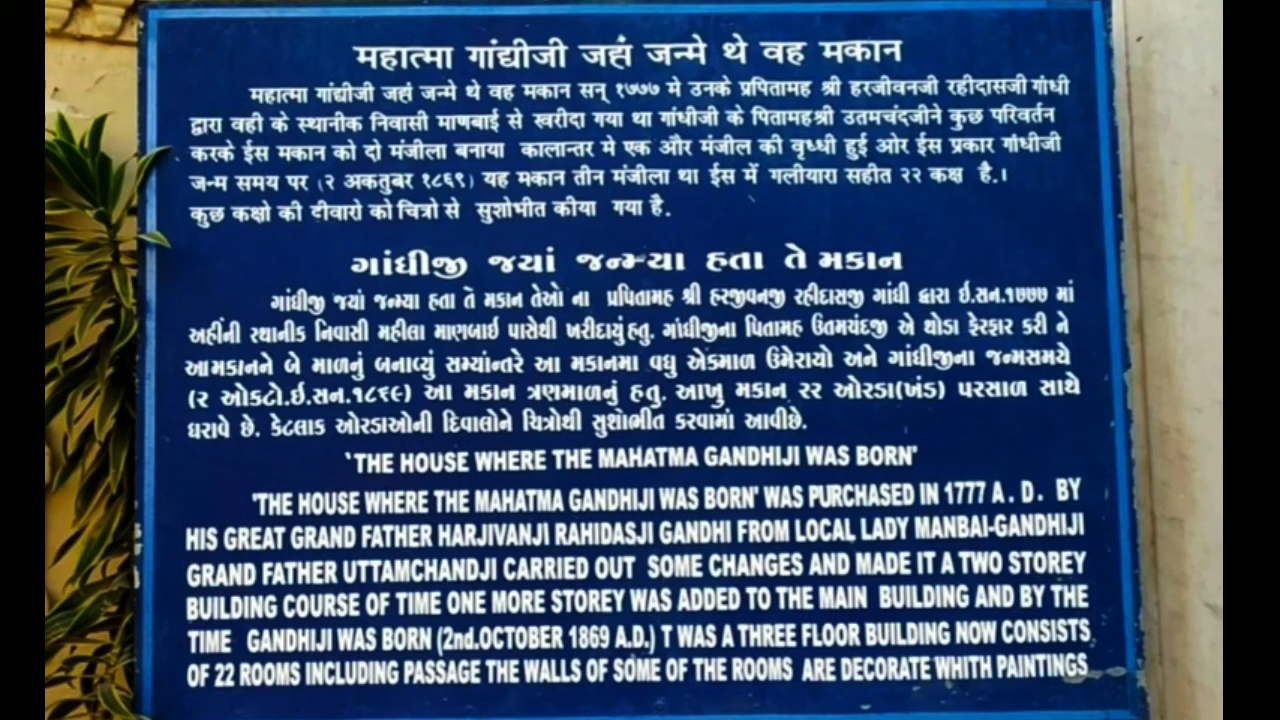 महात्मा गांधीजी जहां जन्मे थे वह मकान
महात्मा गांधीजी जहां जन्मे थे वह मकान सन् १७७७ मे उनके प्रपितामह श्री हरजीवनजी रहीदासजी गांधी
द्वारा वही के स्थानीक निवासी माणबाई से खरीदा गया था गांधीजी के पितामहश्री उतमचंदजीने कुछ परिवर्तन
करके ईस मकान को दो मंजीला बनाया कालान्तर मे एक और मंजील की वृध्धी हुई ओर ईस प्रकार गांधीजी
जन्म समय पर (२ अकतुबर १८६९) यह मकान तीन मंजीला था ईस में गलीयारा सहीत २२ कक्ष है.।
कुछ कक्षो की दीवारो को चित्रो से सुशोभीत कीया गया है.
ગાંધીજી જયાં જન્મ્યા હતા તે મકાન
ગાંધીજી જયાં જન્મ્યા હતા તે મકાન તેઓ ના પ્રપિતામહ શ્રી હરજીવનજી રહીદાસજી ગાંધી દ્વારા ઇ.સન.૧૭૭૭ માં
અહીંની સ્થાનીક નિવાસી મહીલા માણબાઇ પાસેથી ખરીદાયું હતુ. ગાંધીજીના પિતામહ ઉતમચંદજી એ થોડા ફેરફાર કરી ને
આમકાનને બે માળનું બનાવ્યું સમ્યાંન્તરે આ મકાનમા વધુ એકમાળ ઉમેરાયો અને ગાંધીજીના જન્મસમયે
(ર ઓકટો.ઇ.સન.૧૮૬૯) આ મકાન ત્રણમાળનું હતુ. આખુ મકાન રર ઓરડા(ખંડ) પરસાળ સાથે
ધરાવે છે. કેટલાક ઓરડાઓની દિવાલોને ચિત્રોથી સુશોભીત કરવામાં આવીછે.
'THE HOUSE WHERE THE MAHATMA GANDHIJI WAS BORN'
'THE HOUSE WHERE THE MAHATMA GANDHIJI WAS BORN' WAS PURCHASED IN 1777 A . D . BY
HIS GREAT GRAND FATHER HARJIVANJI RAHIDASJI GANDHI FROM LOCAL LADY MANBAI-GANDHIJI
GRAND FATHER UTTAMCHANDJI CARRIED OUT SOME CHANGES AND MADE IT A TWO STOREY
BUILDING COURSE OF TIME ONE MORE STOREY WAS ADDED TO THE MAIN BUILDING AND BY THE
TIME GANDHIJI WAS BORN (2nd.OCTOBER 1869 A.D.) T WAS A THREE FLOOR BUILDING NOW CONSISTS
OF 22 ROOMS INCLUDING PASSAGE THE WALLS OF SOME OF THE ROOMS ARE DECORATE WHITH PAINTINGS